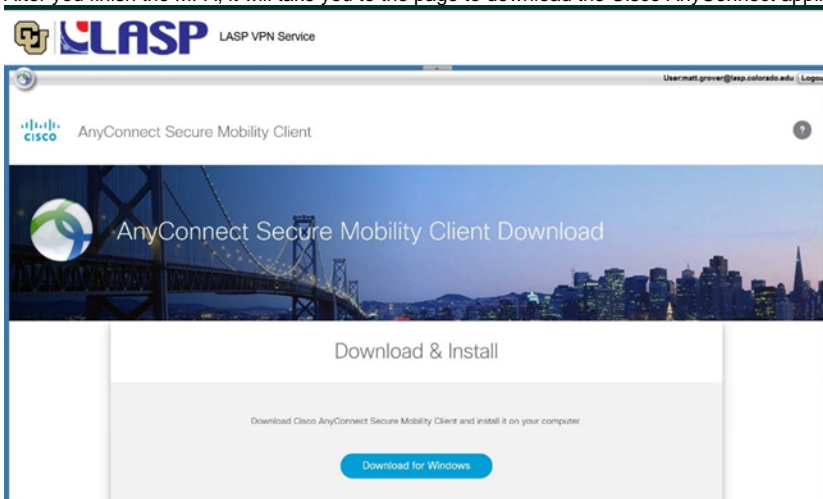 After you finish the MFA, it will take you to the page to download the Cisco AnyConnect appli
CU LASP LASP VPN Service
User:matt.grover@lasp.colorado.edu Logou
cisco AnyConnect Secure Mobility Client ?
AnyConnect Secure Mobility Client Download
Download & Install
Download Cisco AnyConnect Secure Mobility Client and install it on your computer.
Download for Windows